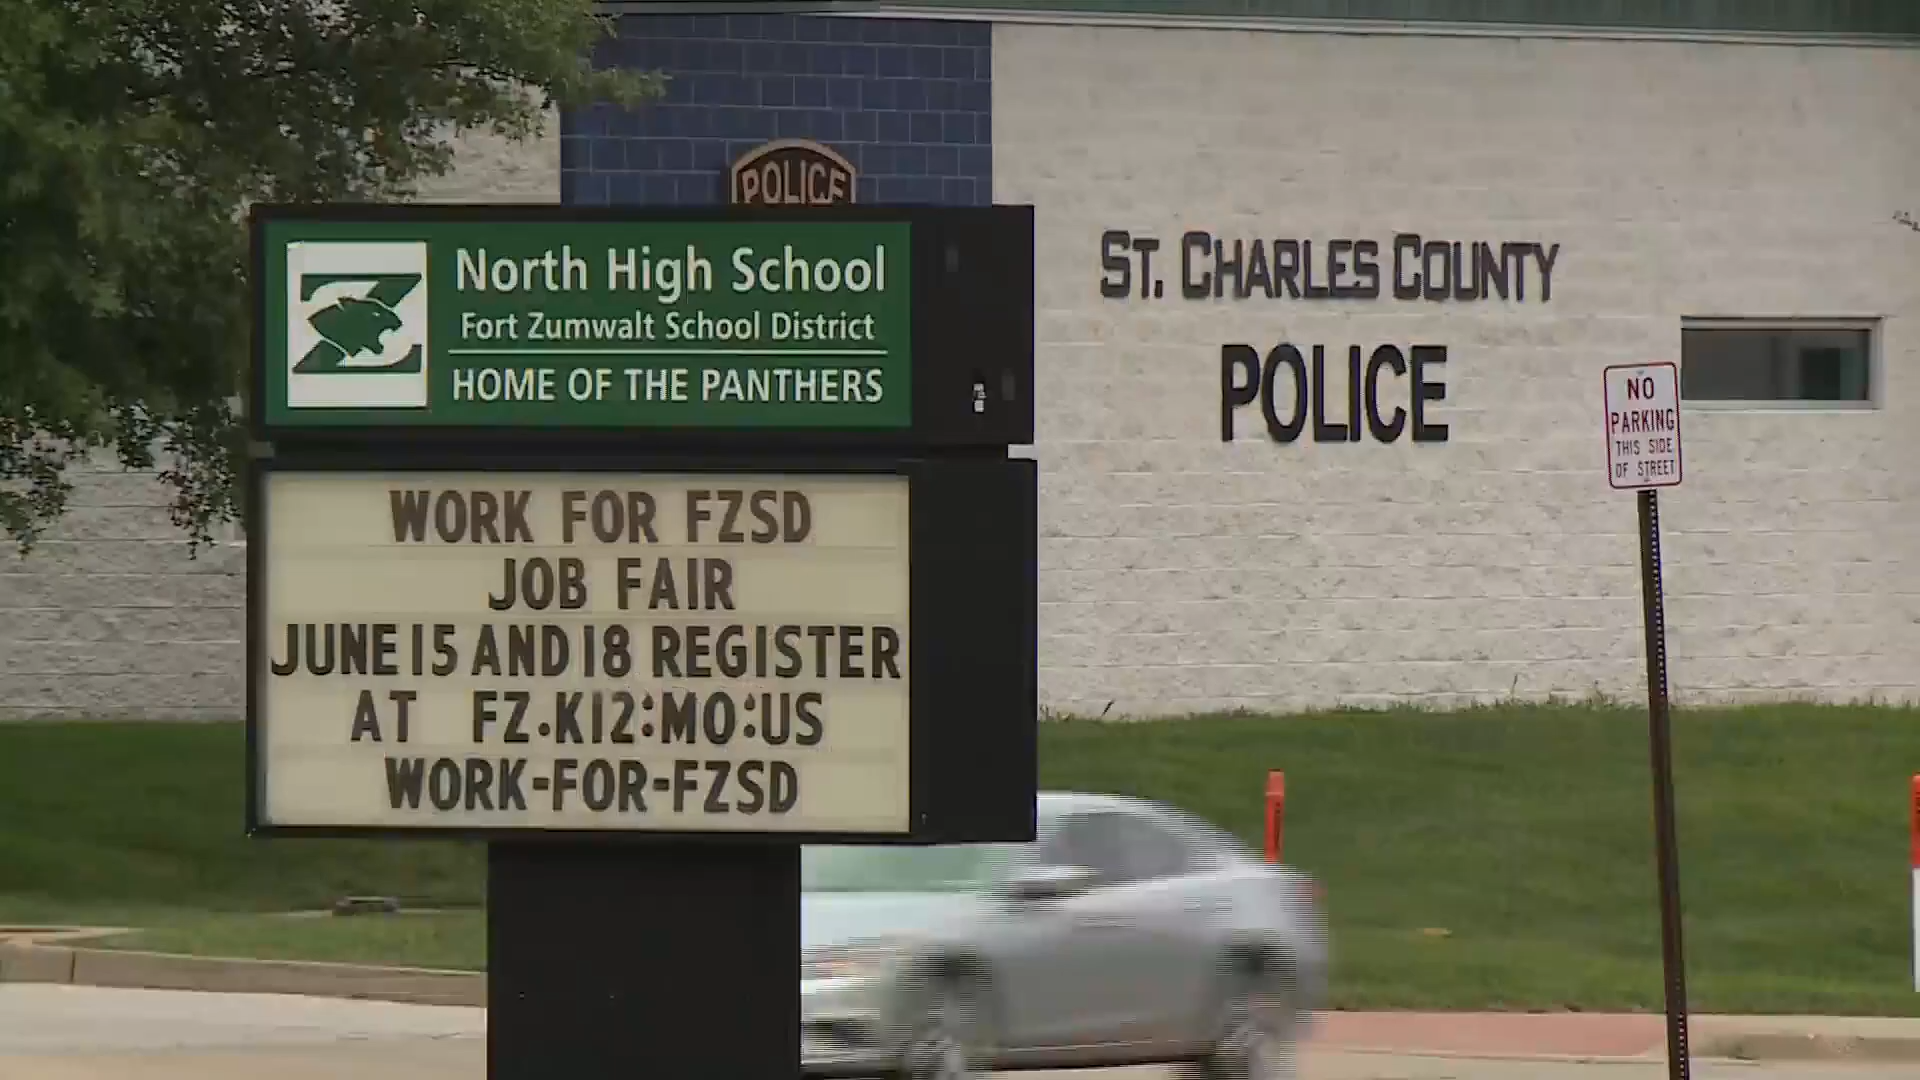 POLICE
North High School
Fort Zumwalt School District
HOME OF THE PANTHERS
WORK FOR FZSD
JOB FAIR
JUNE 15 AND 18 REGISTER
AT FZ.K12:MO:US
WORK-FOR-FZSD
ST. CHARLES COUNTY
POLICE
NO
PARKING
THIS SIDE
OF STREET